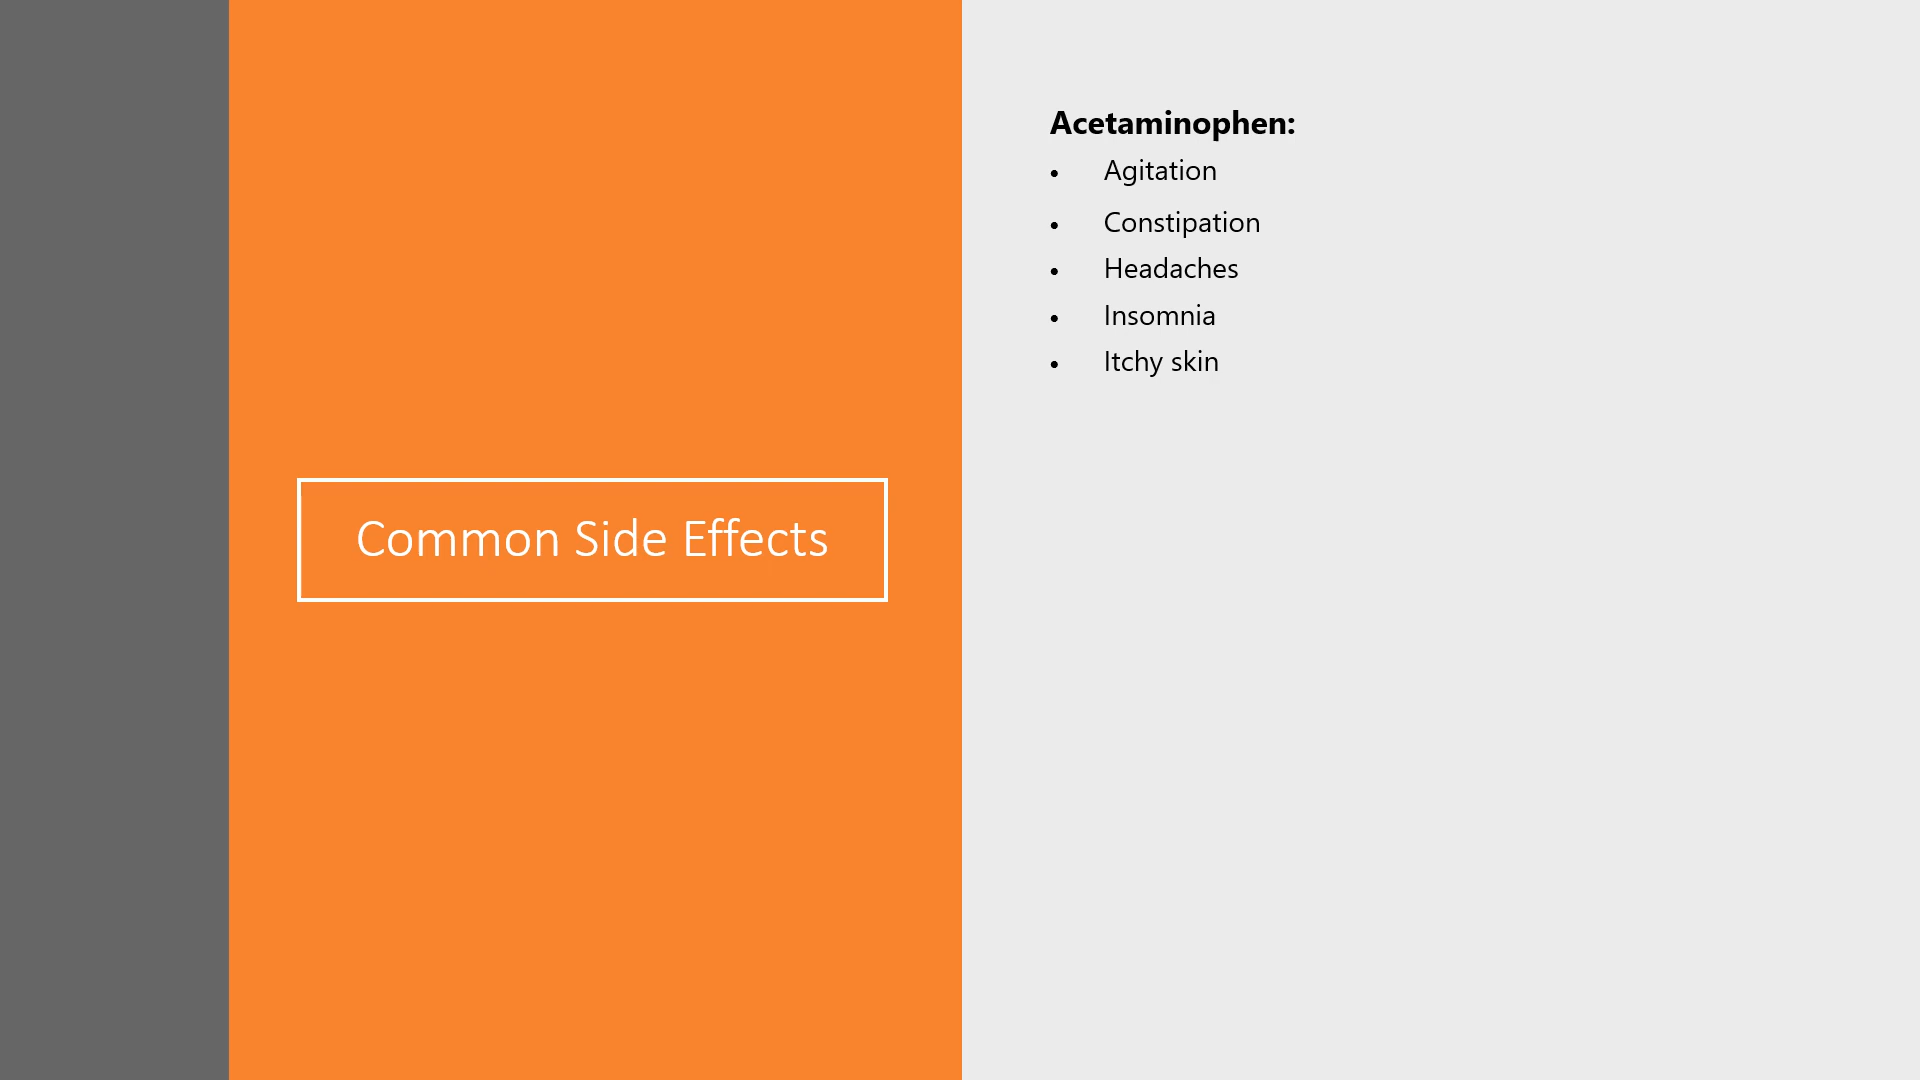 Common Side Effects
Acetaminophen:
• Agitation
• Constipation
• Headaches
• Insomnia
• Itchy skin